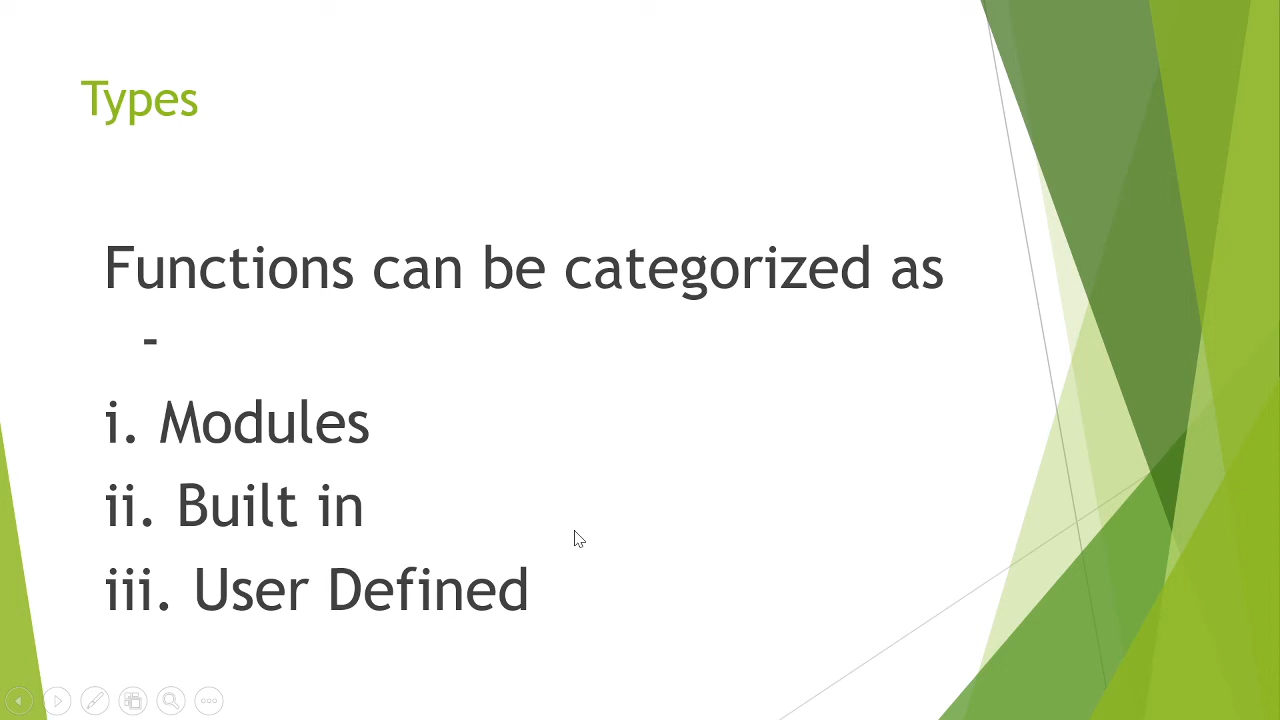 Types
Functions can be categorized as
-
i. Modules
ii. Built in
iii. User Defined